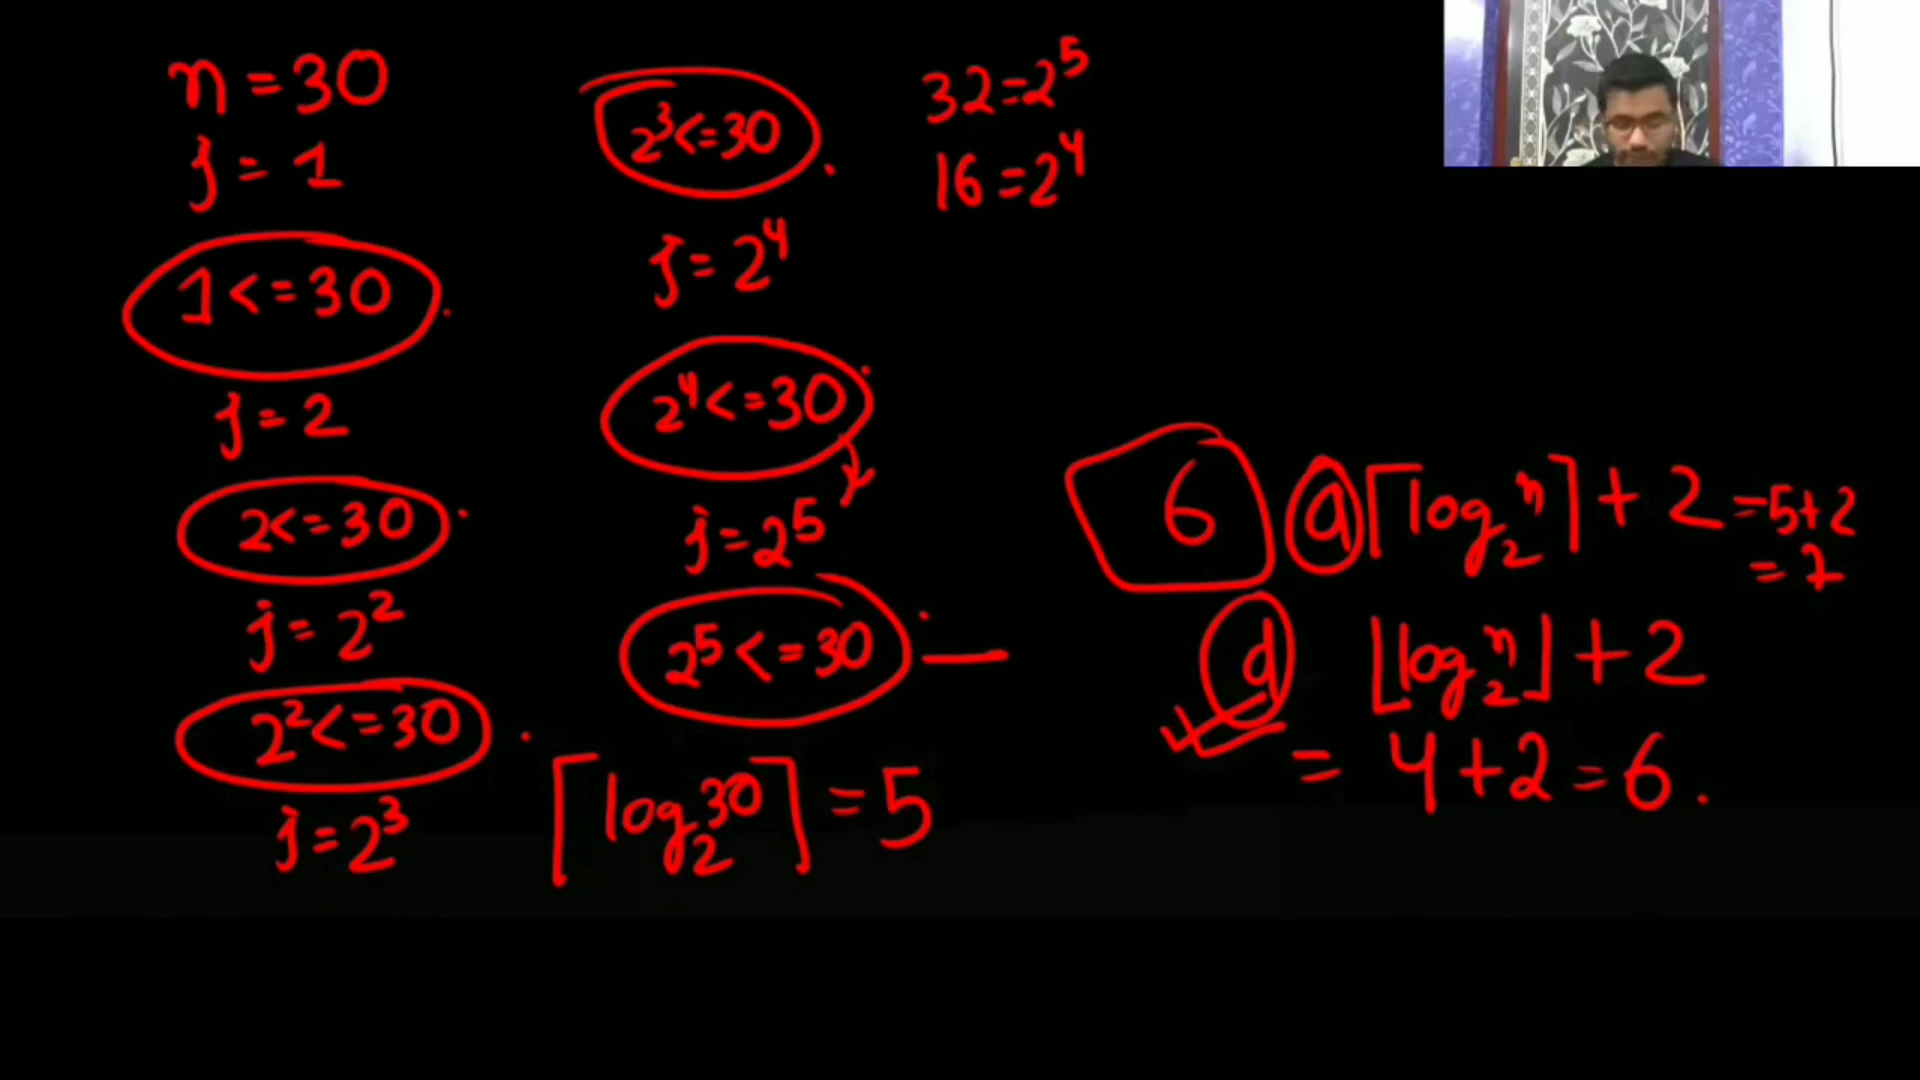 n = 30
j = 1
1 <= 30
j = 2
2 <= 30
j = 2²
2² <= 30
j = 2³
2³ <= 30
j = 2⁴
2⁴ <= 30
j = 2⁵
2⁵ <= 30
⌈log₂30⌉ = 5
32 = 2⁵
16 = 2⁴
6
a ⌈log₂n⌉ + 2 = 5+2
= 7
d ⌊log₂n⌋ + 2
= 4+2 = 6.